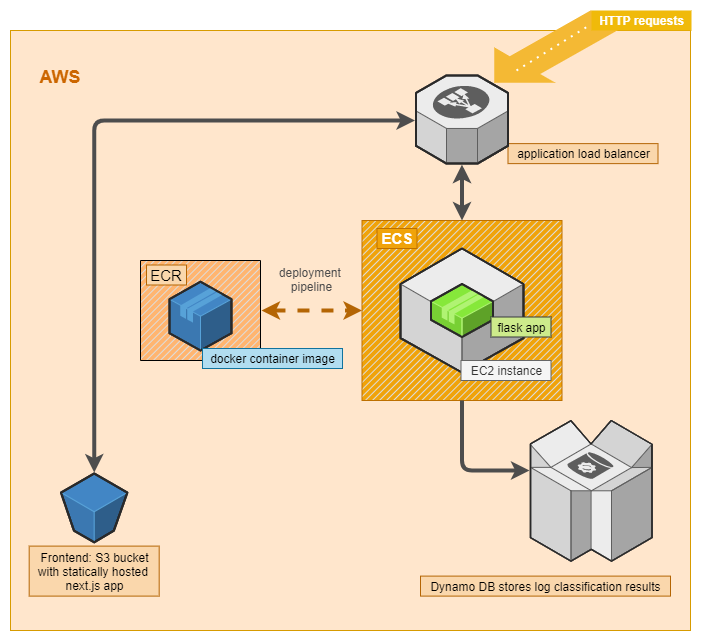 HTTP requests
AWS
application load balancer
ECS
ECR
deployment
pipeline
flask app
docker container image
EC2 instance
Frontend: S3 bucket
with statically hosted
next.js app
Dynamo DB stores log classification results